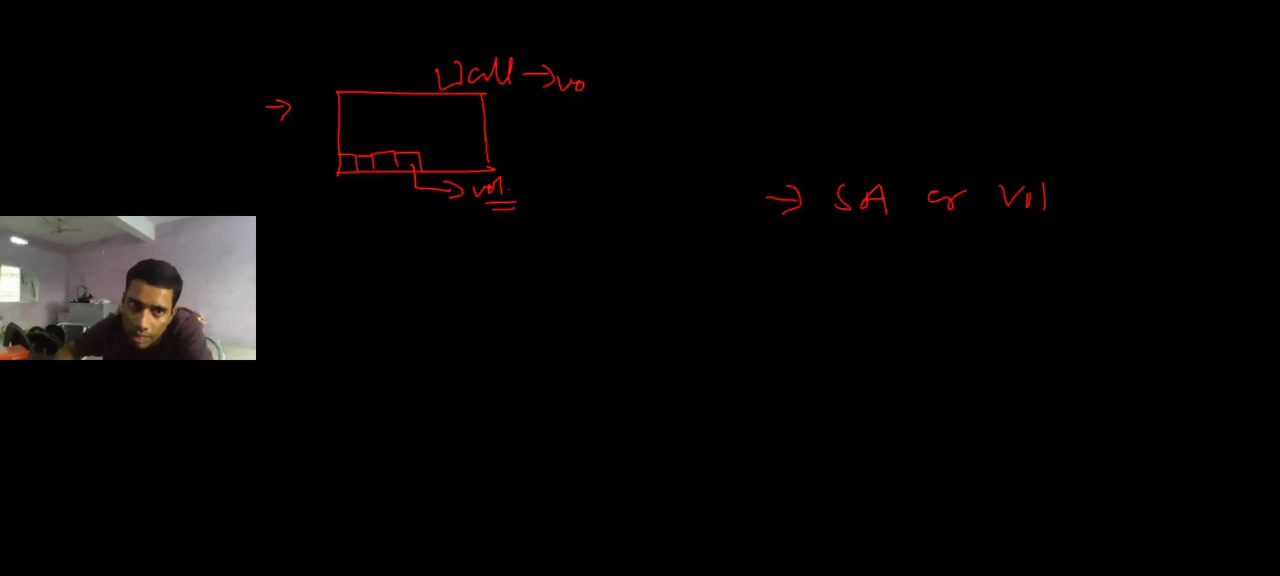 Wall → vo
→
→ vol.
→ SA or Vol